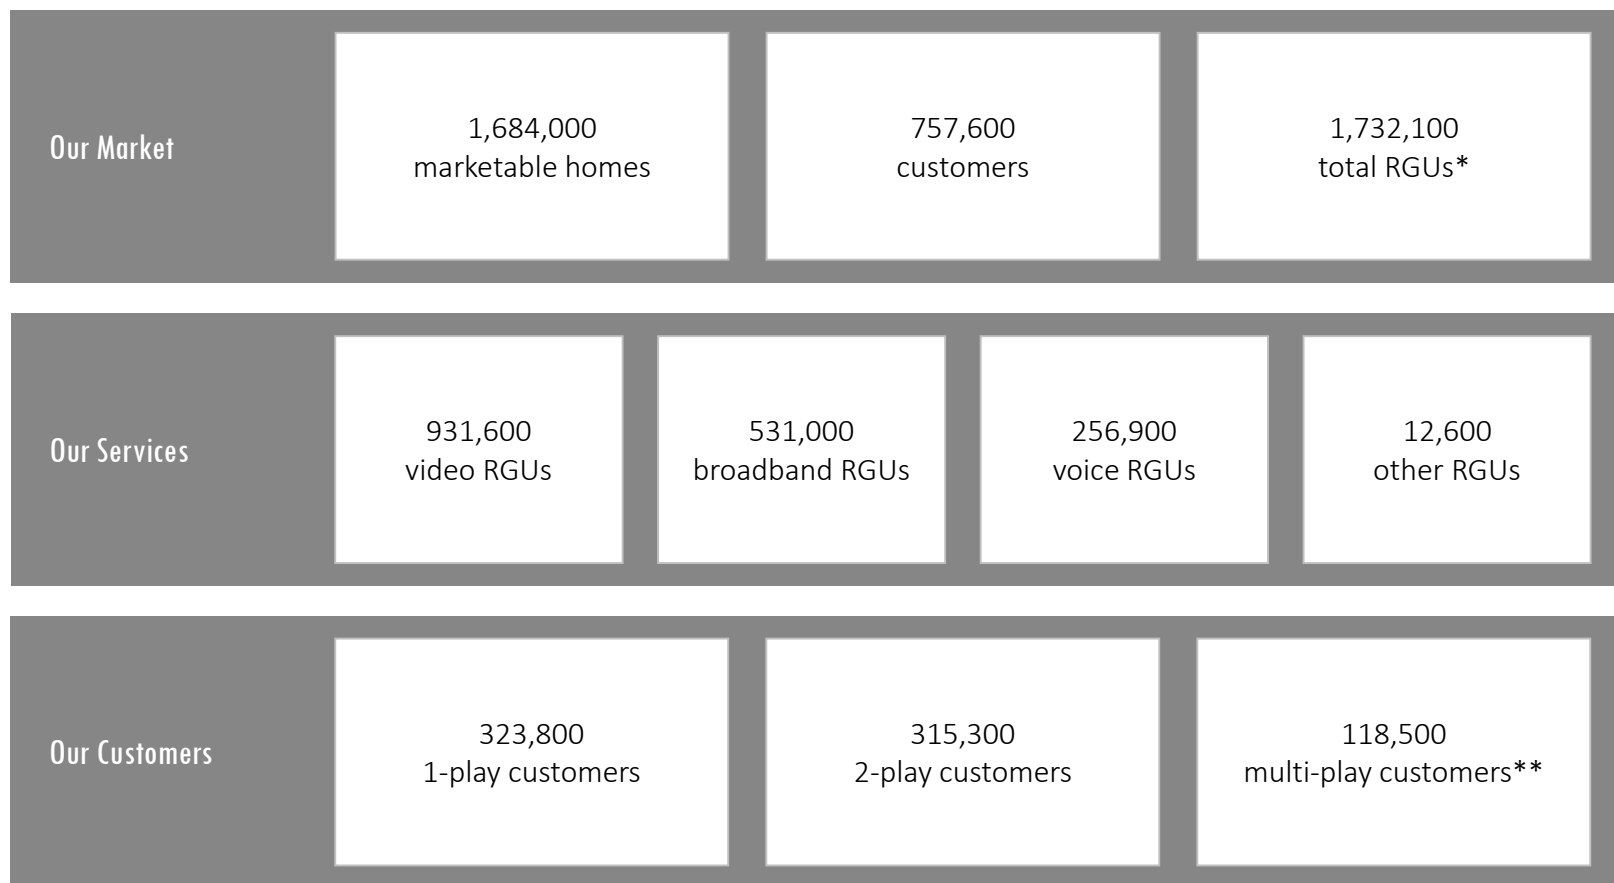 Our Market
1,684,000
marketable homes
757,600
customers
1,732,100
total RGUs*
Our Services
931,600
video RGUs
531,000
broadband RGUs
256,900
voice RGUs
12,600
other RGUs
Our Customers
323,800
1-play customers
315,300
2-play customers
118,500
multi-play customers**